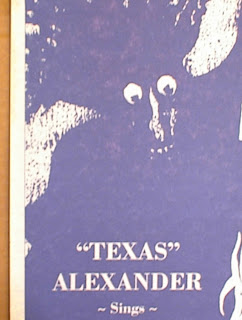 “TEXAS”
ALEXANDER
~ Sings ~